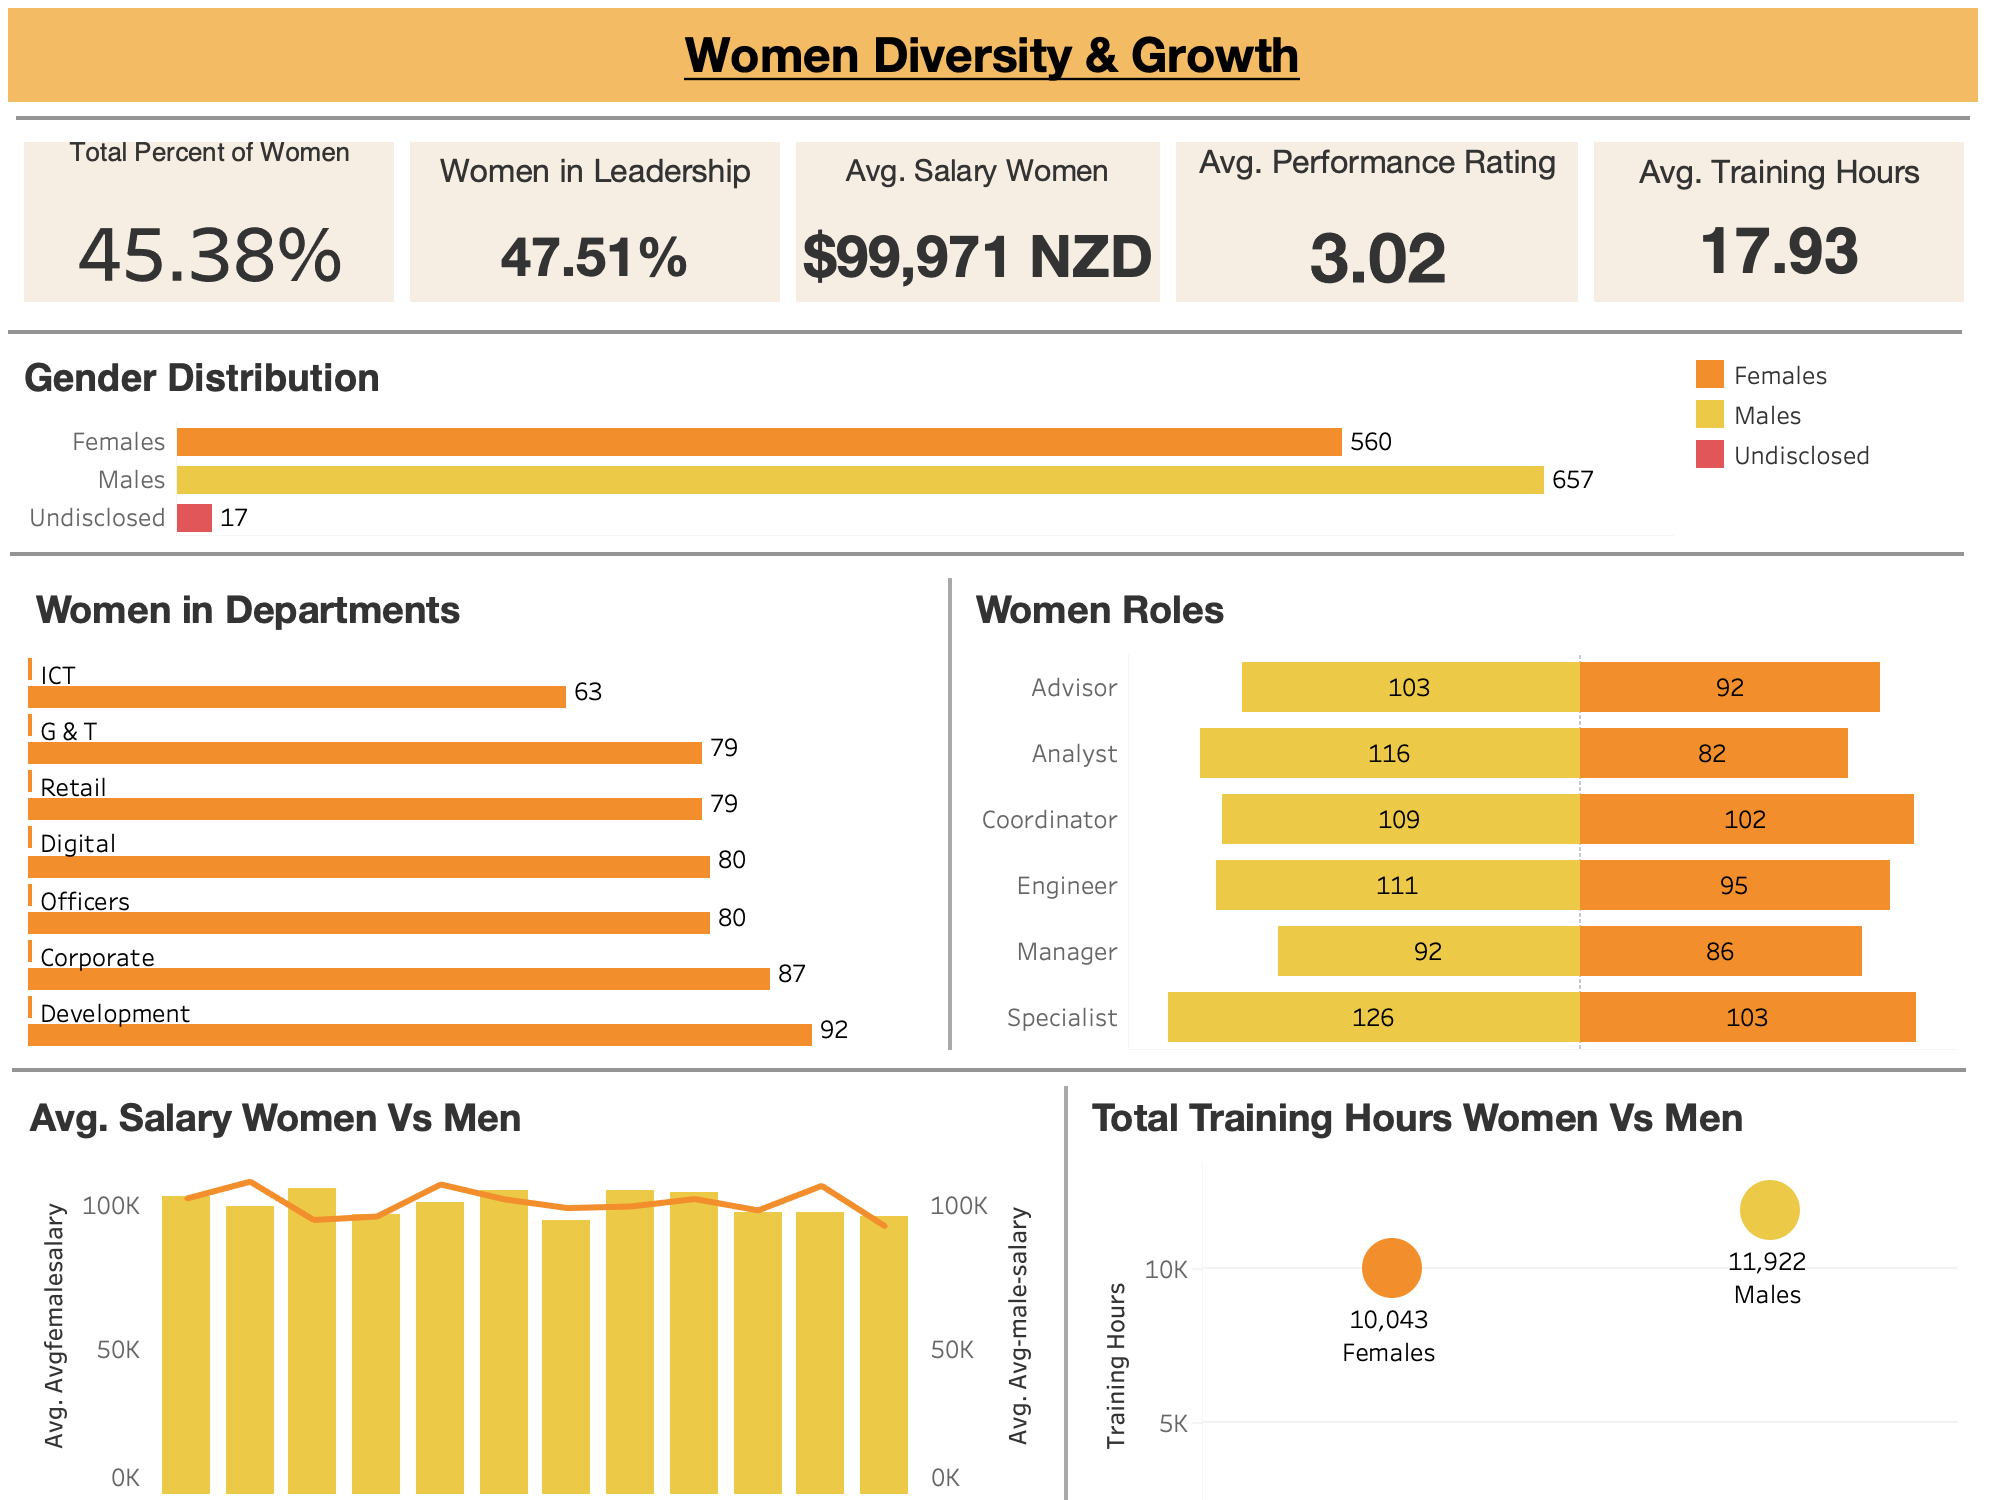 Women Diversity & Growth
Total Percent of Women
45.38%
Women in Leadership
47.51%
Avg. Salary Women
$99,971 NZD
Avg. Performance Rating
3.02
Avg. Training Hours
17.93
Gender Distribution
Females 560
Males 657
Undisclosed 17
Females
Males
Undisclosed
Women in Departments
ICT
63
G & T
79
Retail
79
Digital
80
Officers
80
Corporate
87
Development
92
Women Roles
Advisor 103 92
Analyst 116 82
Coordinator 109 102
Engineer 111 95
Manager 92 86
Specialist 126 103
Avg. Salary Women Vs Men
Avg. Avgfemalesalary
100K
50K
0K
100K
50K
0K
Avg. Avg-male-salary
Total Training Hours Women Vs Men
Training Hours
10K
5K
10,043
Females
11,922
Males